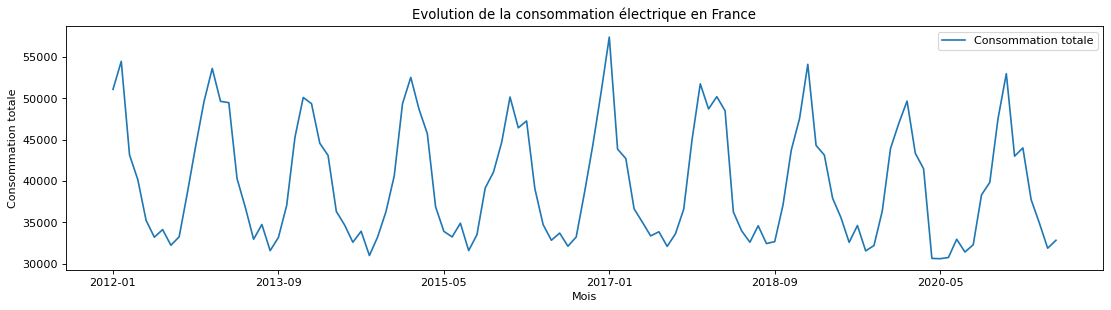 Evolution de la consommation électrique en France
Consommation totale
Consommation totale
55000
50000
45000
40000
35000
30000
2012-01 2013-09 2015-05 2017-01 2018-09 2020-05
Mois